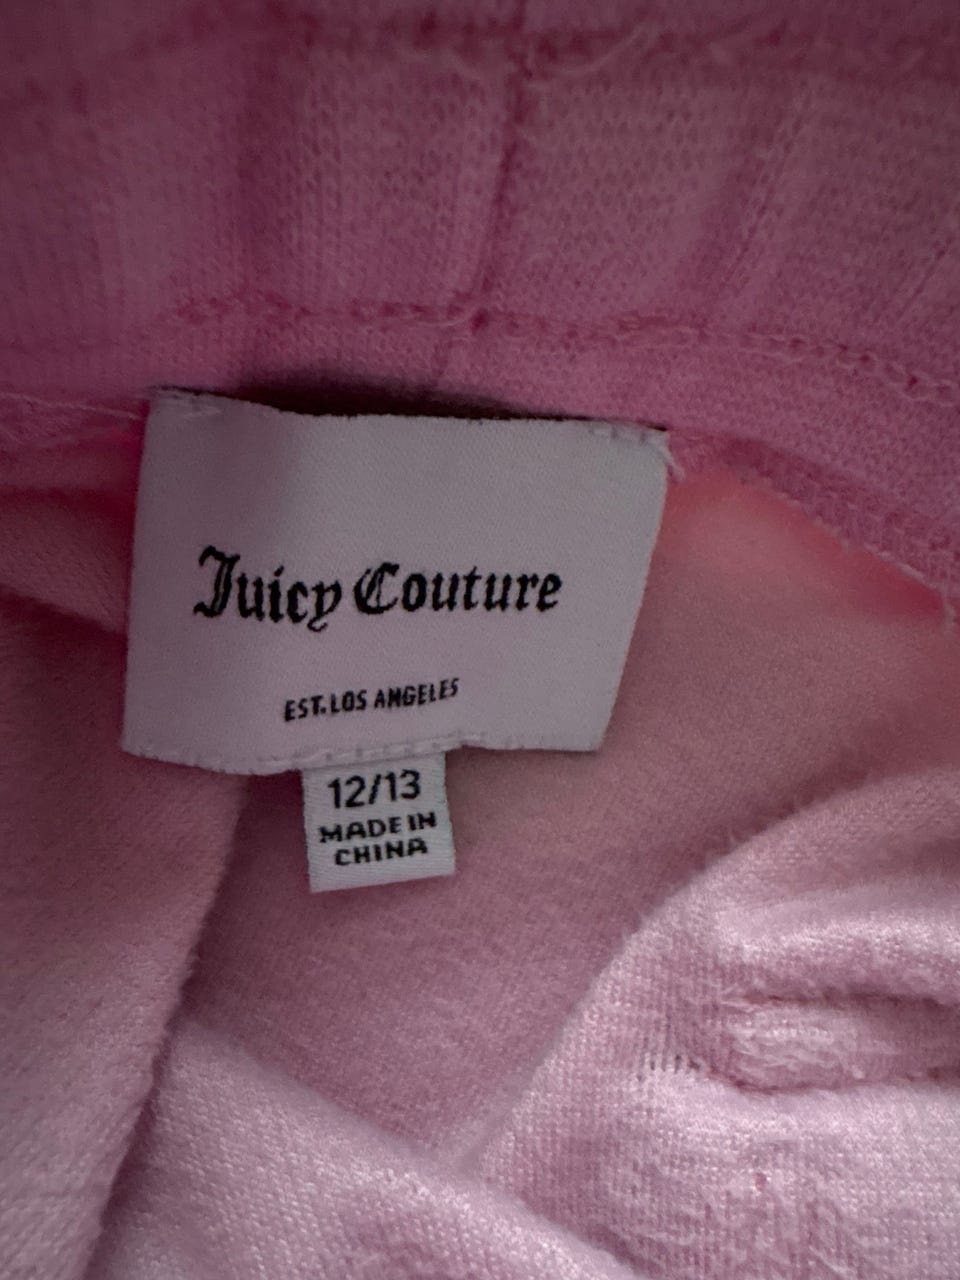 Juicy Couture
EST. LOS ANGELES
12/13
MADE IN
CHINA